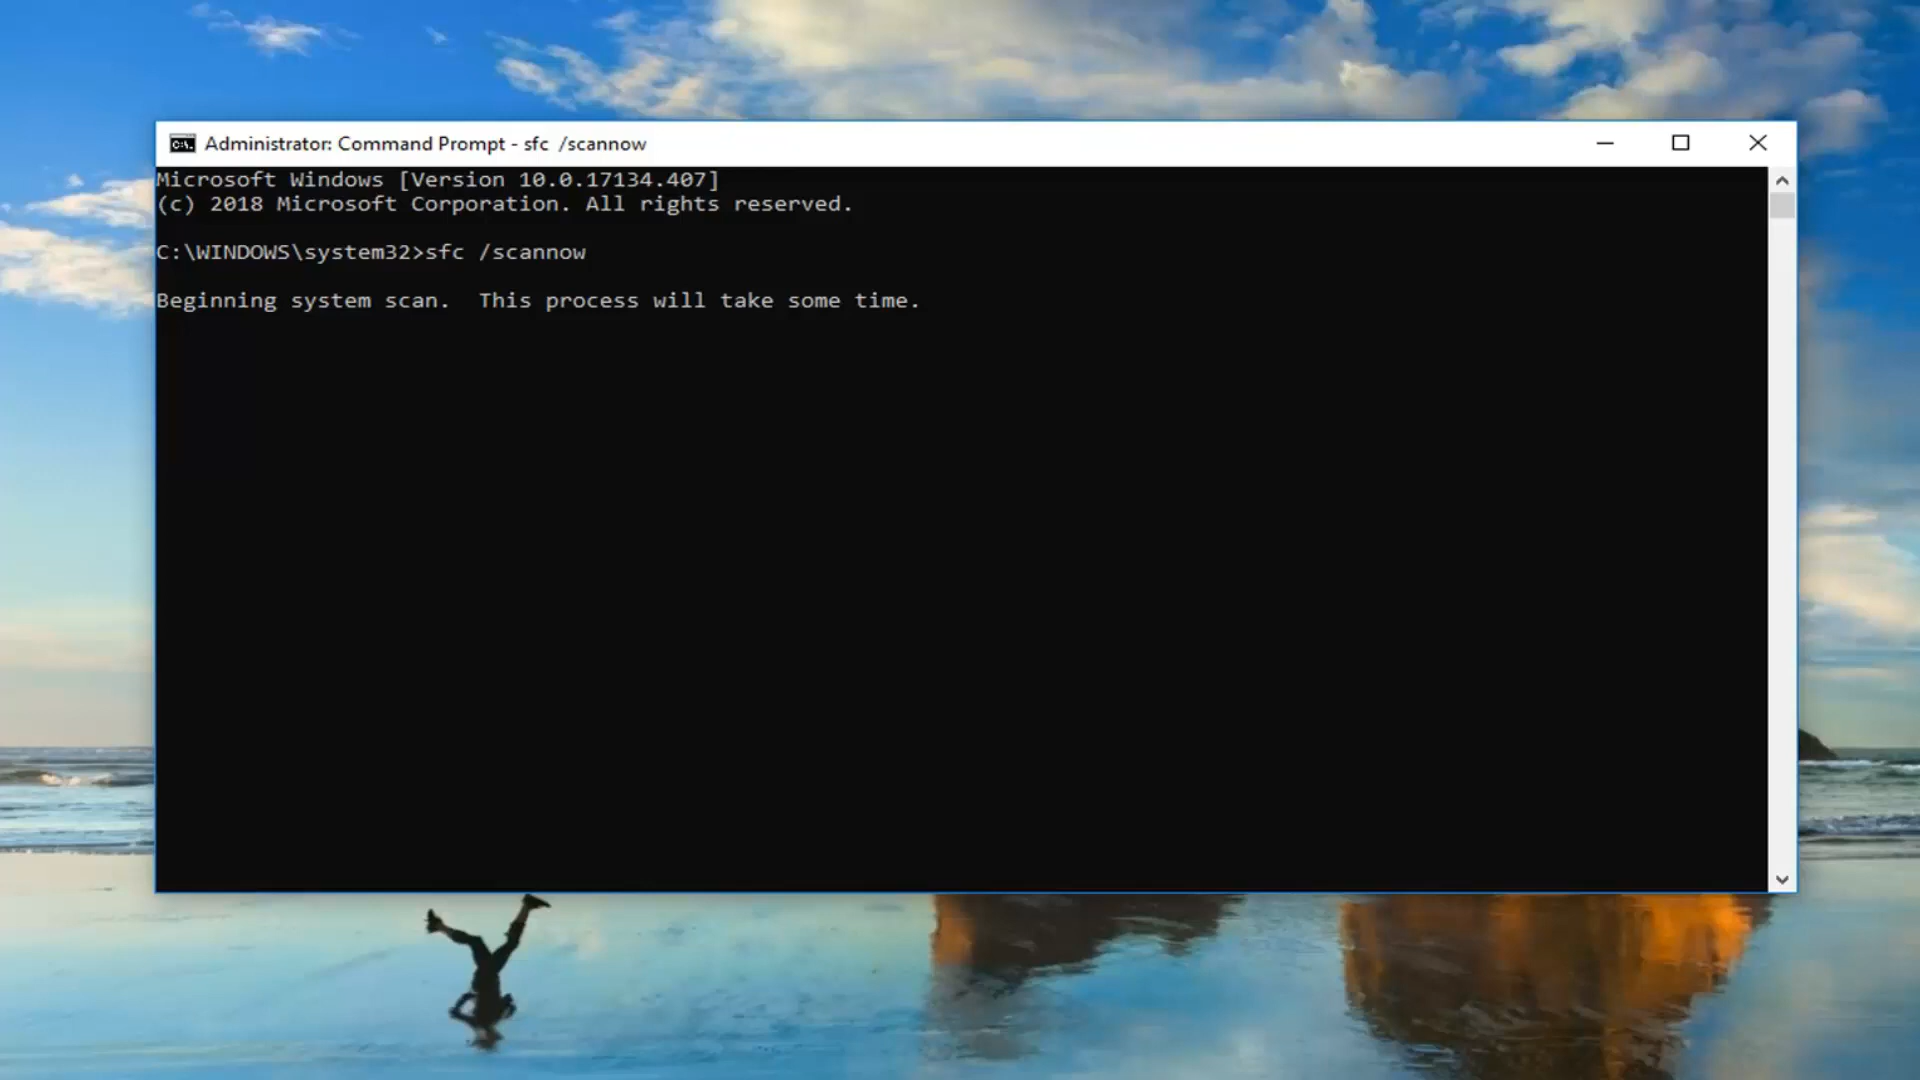 Administrator: Command Prompt - sfc  /scannow
Microsoft Windows [Version 10.0.17134.407]
(c) 2018 Microsoft Corporation. All rights reserved.
C:\WINDOWS\system32>sfc /scannow
Beginning system scan.  This process will take some time.